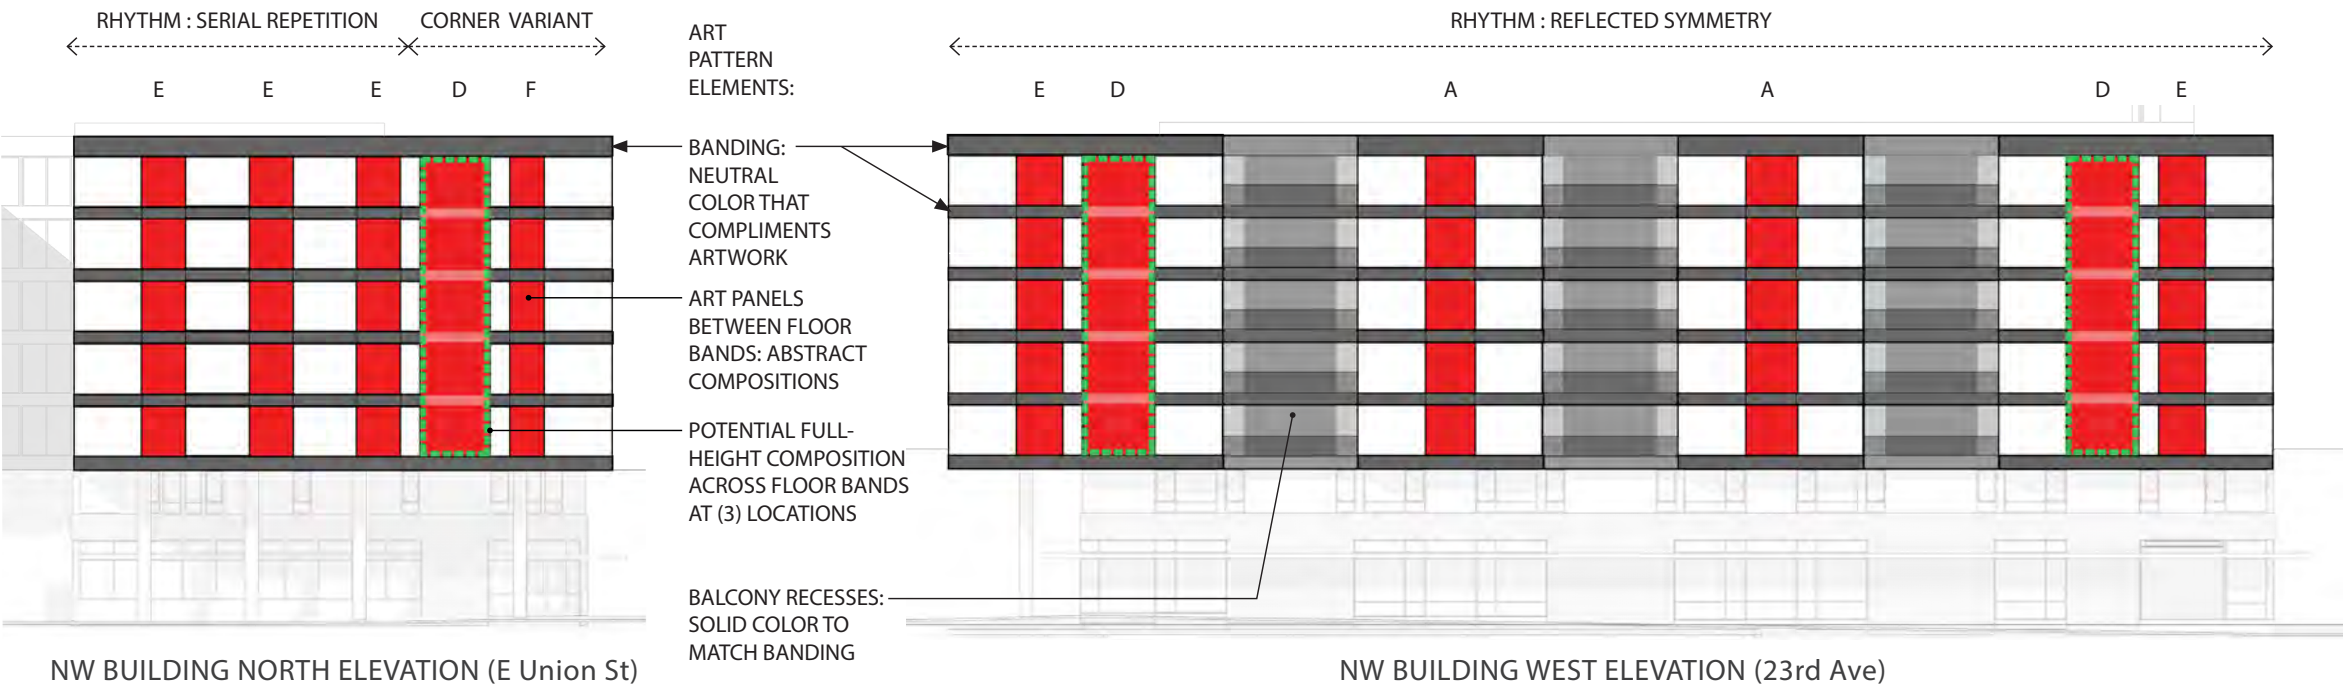 RHYTHM : SERIAL REPETITION
CORNER VARIANT
E E E D F
ART
PATTERN
ELEMENTS:
RHYTHM : REFLECTED SYMMETRY
E D A A D E
BANDING:
NEUTRAL
COLOR THAT
COMPLIMENTS
ARTWORK
ART PANELS
BETWEEN FLOOR
BANDS: ABSTRACT
COMPOSITIONS
POTENTIAL FULL-
HEIGHT COMPOSITION
ACROSS FLOOR BANDS
AT (3) LOCATIONS
BALCONY RECESSES:
SOLID COLOR TO
MATCH BANDING
NW BUILDING NORTH ELEVATION (E Union St)
NW BUILDING WEST ELEVATION (23rd Ave)